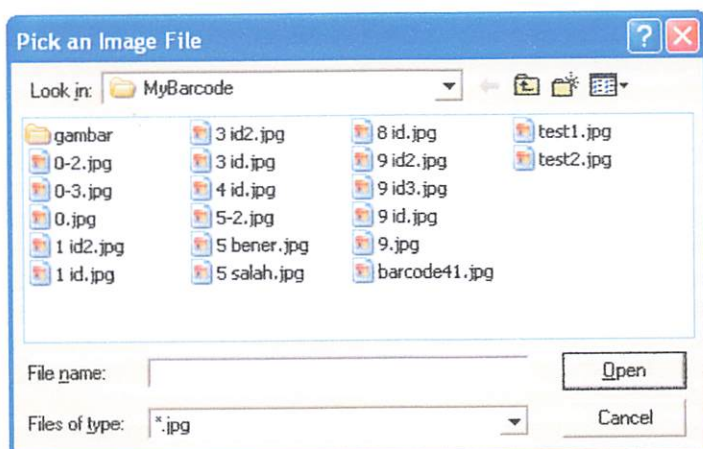 Pick an Image File
Look in: MyBarcode
gambar
0-2.jpg
0-3.jpg
0.jpg
1 id2.jpg
1 id.jpg
3 id2.jpg
3 id.jpg
4 id.jpg
5-2.jpg
5 bener.jpg
5 salah.jpg
8 id.jpg
9 id2.jpg
9 id3.jpg
9 id.jpg
9.jpg
barcode41.jpg
test1.jpg
test2.jpg
File name:
Open
Files of type: *.jpg
Cancel